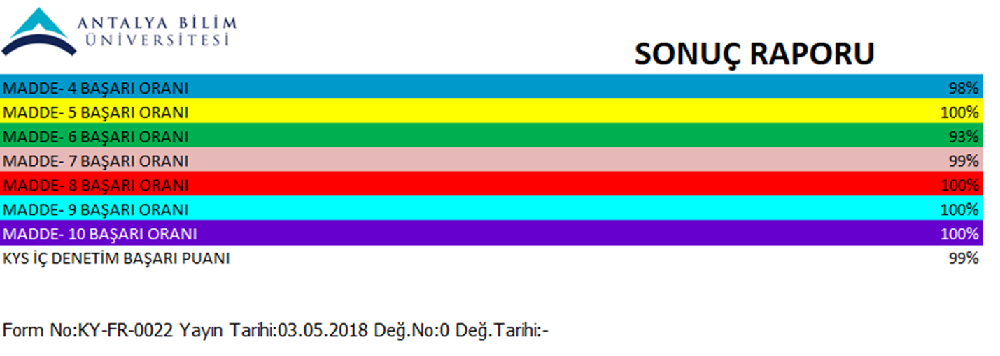 ANTALYA BİLİM
ÜNİVERSİTESİ
SONUÇ RAPORU
MADDE- 4 BAŞARI ORANI 98%
MADDE- 5 BAŞARI ORANI 100%
MADDE- 6 BAŞARI ORANI 93%
MADDE- 7 BAŞARI ORANI 99%
MADDE- 8 BAŞARI ORANI 100%
MADDE- 9 BAŞARI ORANI 100%
MADDE- 10 BAŞARI ORANI 100%
KYS İÇ DENETİM BAŞARI PUANI 99%
Form No:KY-FR-0022 Yayın Tarihi:03.05.2018 Değ.No:0 Değ.Tarihi:-